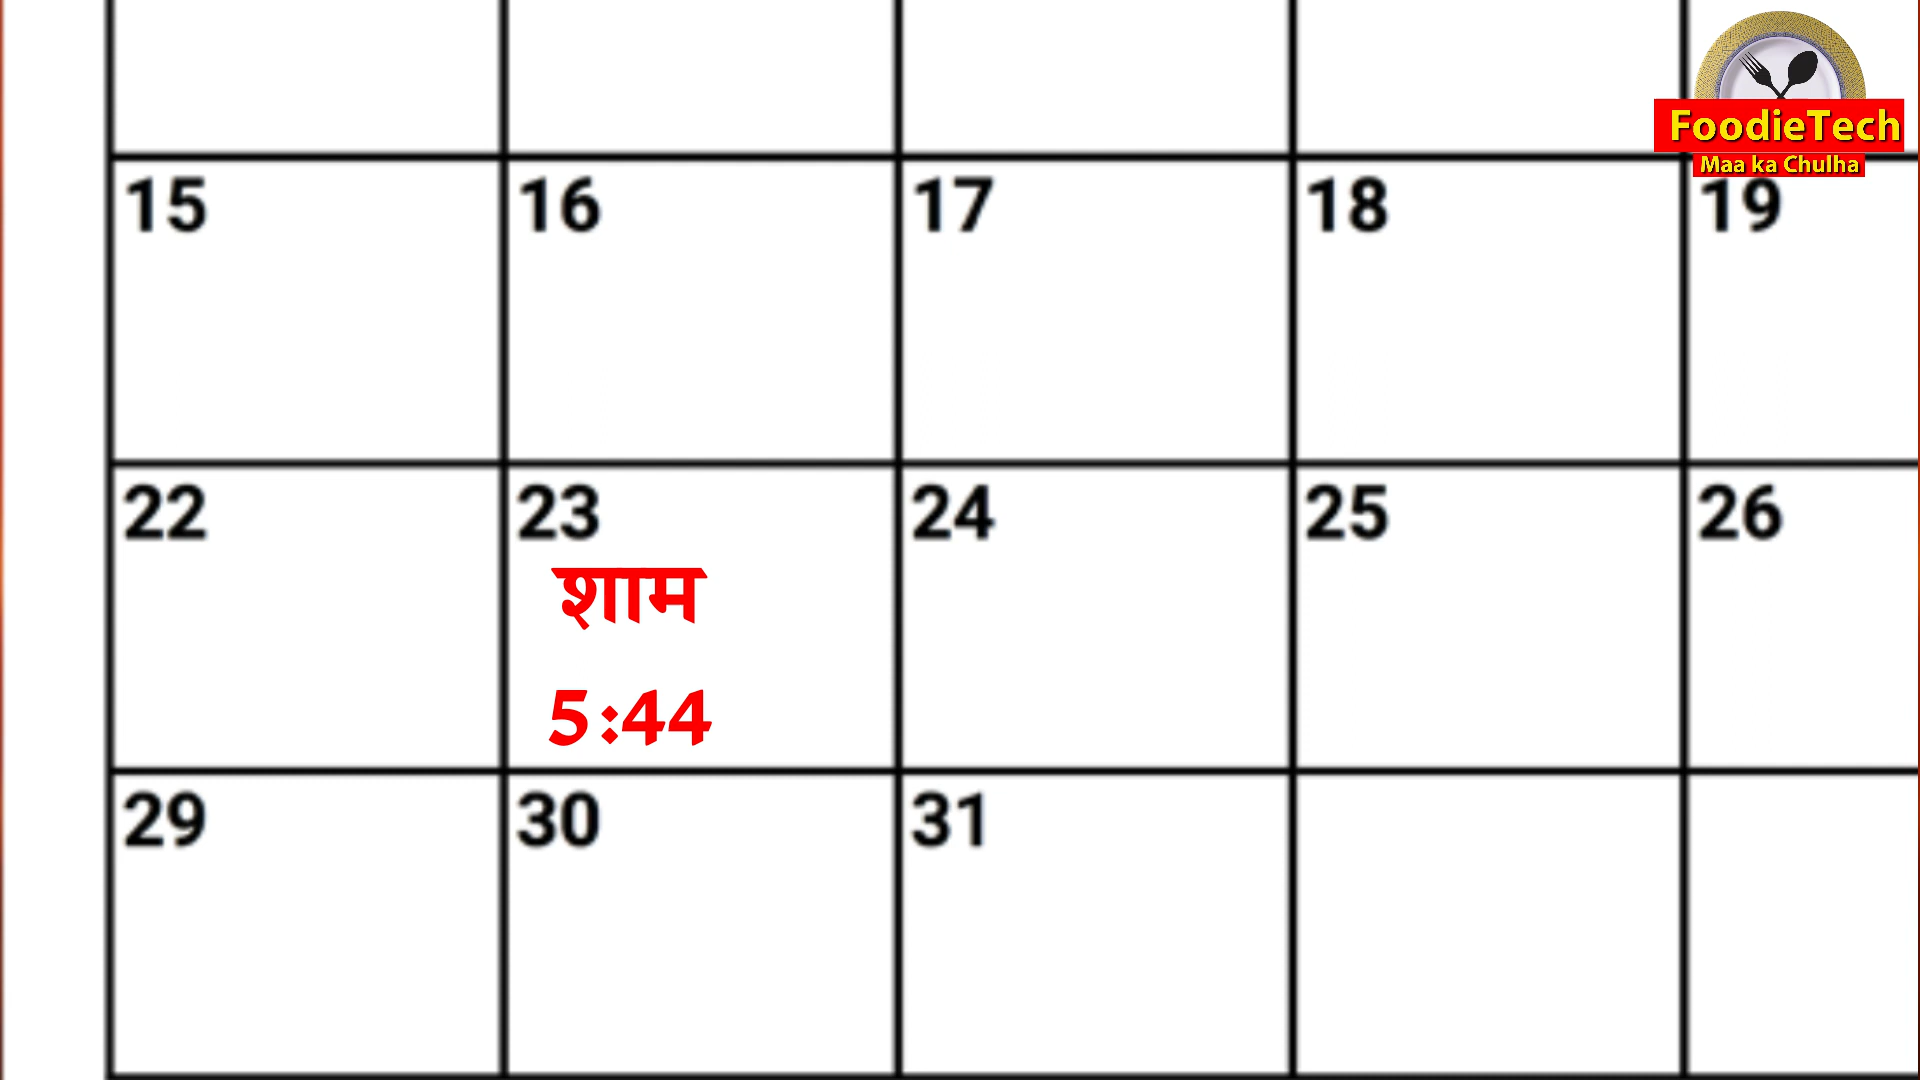 FoodieTech
Maa ka Chulha
15 16 17 18 19
22 23 24 25 26
शाम
5:44
29 30 31